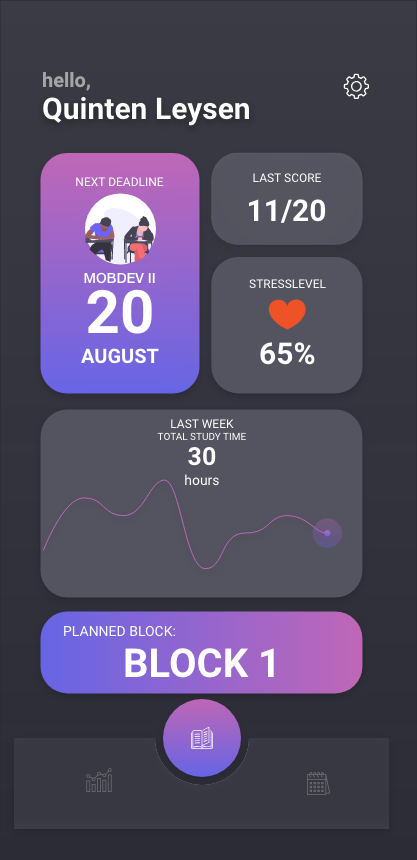 hello,
Quinten Leysen
NEXT DEADLINE
MOBDEV II
20
AUGUST
LAST SCORE
11/20
STRESSLEVEL
65%
LAST WEEK
TOTAL STUDY TIME
30
hours
PLANNED BLOCK:
BLOCK 1